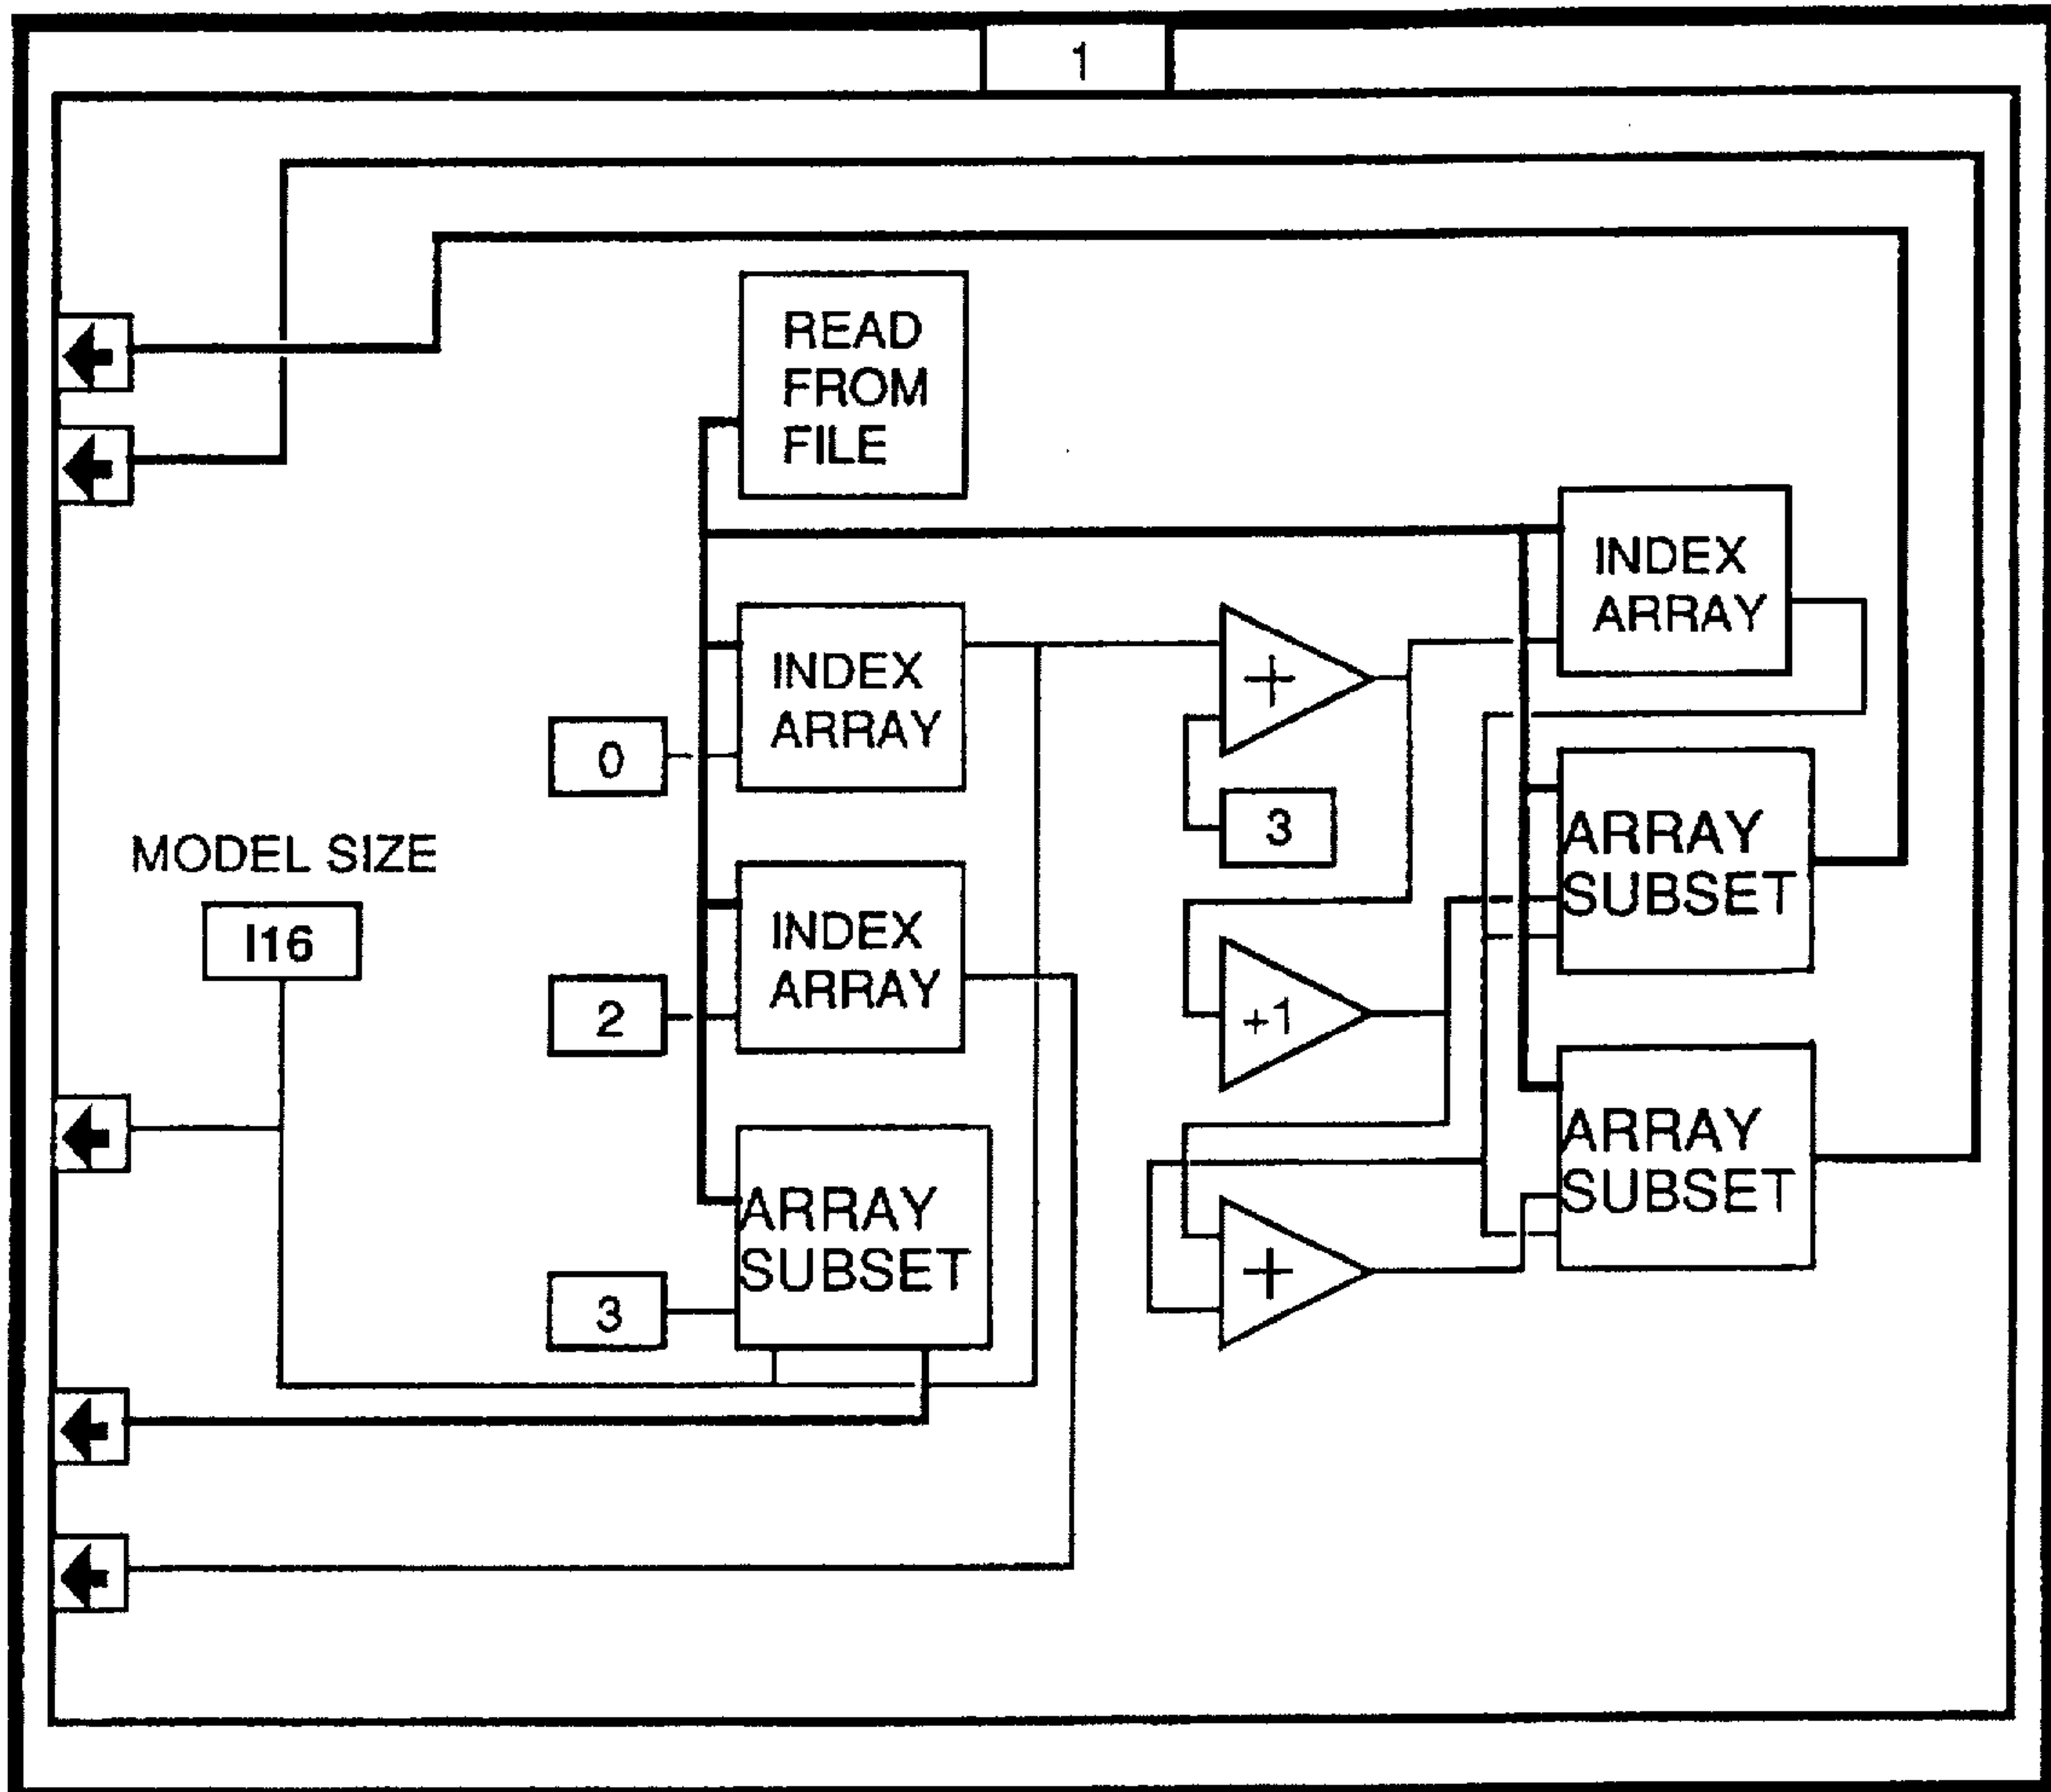 1
READ
FROM
FILE
INDEX
ARRAY
INDEX
ARRAY
+
0
3
MODEL SIZE
I16
ARRAY
SUBSET
INDEX
ARRAY
2
+1
ARRAY
SUBSET
ARRAY
SUBSET
3
+